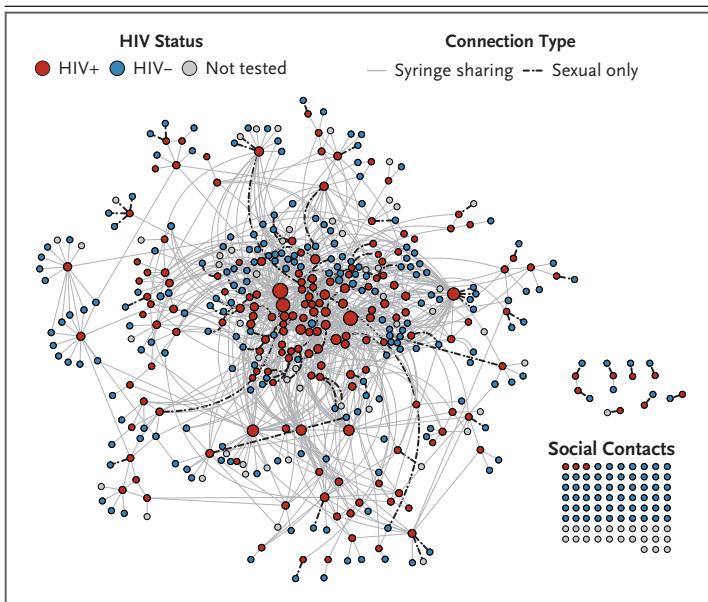 HIV Status
Connection Type
HIV+ HIV– Not tested
Syringe sharing Sexual only
Social Contacts